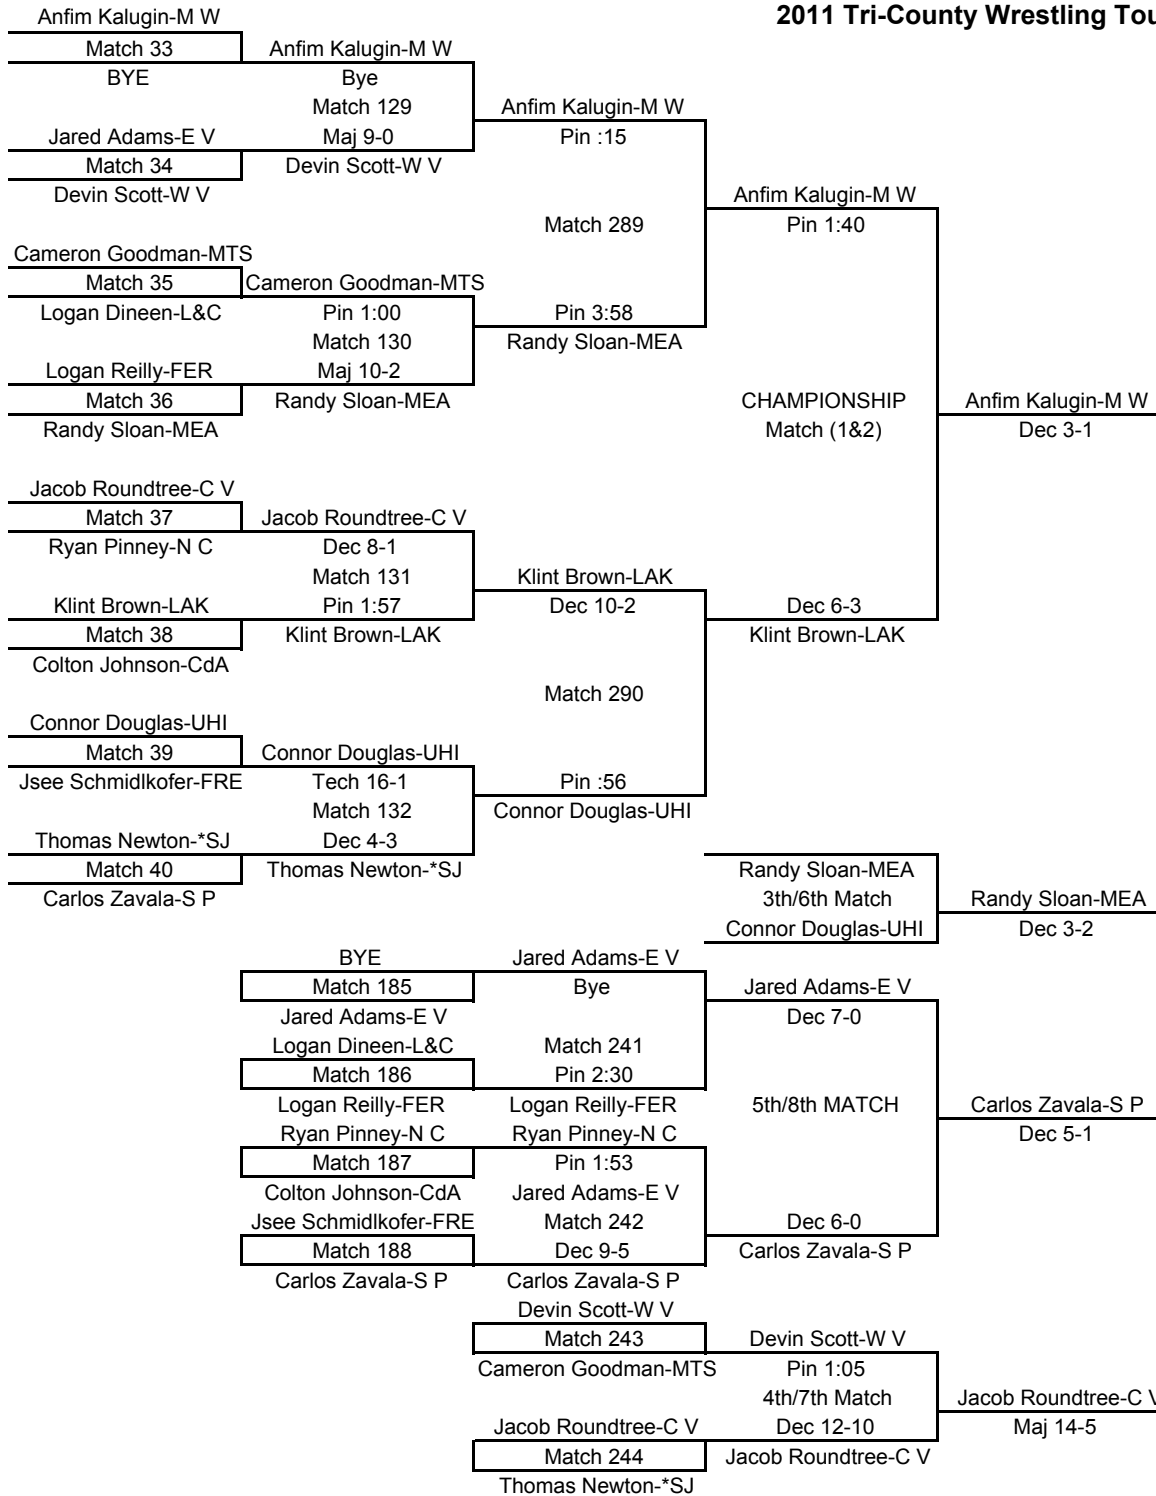 Anfim Kalugin-M W
2011 Tri-County Wrestling Tou
Match 33
Anfim Kalugin-M W
BYE
Bye
Match 129
Anfim Kalugin-M W
Jared Adams-E V
Maj 9-0
Pin :15
Match 34
Devin Scott-W V
Devin Scott-W V
Anfim Kalugin-M W
Match 289
Pin 1:40
Cameron Goodman-MTS
Match 35
Cameron Goodman-MTS
Logan Dineen-L&C
Pin 1:00
Pin 3:58
Match 130
Randy Sloan-MEA
Logan Reilly-FER
Maj 10-2
Match 36
Randy Sloan-MEA
CHAMPIONSHIP
Anfim Kalugin-M W
Randy Sloan-MEA
Match (1&2)
Dec 3-1
Jacob Roundtree-C V
Match 37
Jacob Roundtree-C V
Ryan Pinney-N C
Dec 8-1
Match 131
Klint Brown-LAK
Klint Brown-LAK
Pin 1:57
Dec 10-2
Dec 6-3
Match 38
Klint Brown-LAK
Klint Brown-LAK
Colton Johnson-CdA
Match 290
Connor Douglas-UHI
Match 39
Connor Douglas-UHI
Jsee Schmidlkofer-FRE
Tech 16-1
Pin :56
Match 132
Connor Douglas-UHI
Thomas Newton-*SJ
Dec 4-3
Match 40
Thomas Newton-*SJ
Randy Sloan-MEA
Carlos Zavala-S P
3th/6th Match
Randy Sloan-MEA
Connor Douglas-UHI
Dec 3-2
BYE
Jared Adams-E V
Match 185
Bye
Jared Adams-E V
Jared Adams-E V
Dec 7-0
Logan Dineen-L&C
Match 241
Match 186
Pin 2:30
Logan Reilly-FER
Logan Reilly-FER
5th/8th MATCH
Carlos Zavala-S P
Ryan Pinney-N C
Ryan Pinney-N C
Dec 5-1
Match 187
Pin 1:53
Colton Johnson-CdA
Jared Adams-E V
Jsee Schmidlkofer-FRE
Match 242
Dec 6-0
Match 188
Dec 9-5
Carlos Zavala-S P
Carlos Zavala-S P
Carlos Zavala-S P
Devin Scott-W V
Match 243
Devin Scott-W V
Cameron Goodman-MTS
Pin 1:05
4th/7th Match
Jacob Roundtree-C V
Jacob Roundtree-C V
Dec 12-10
Maj 14-5
Match 244
Jacob Roundtree-C V
Thomas Newton-*SJ